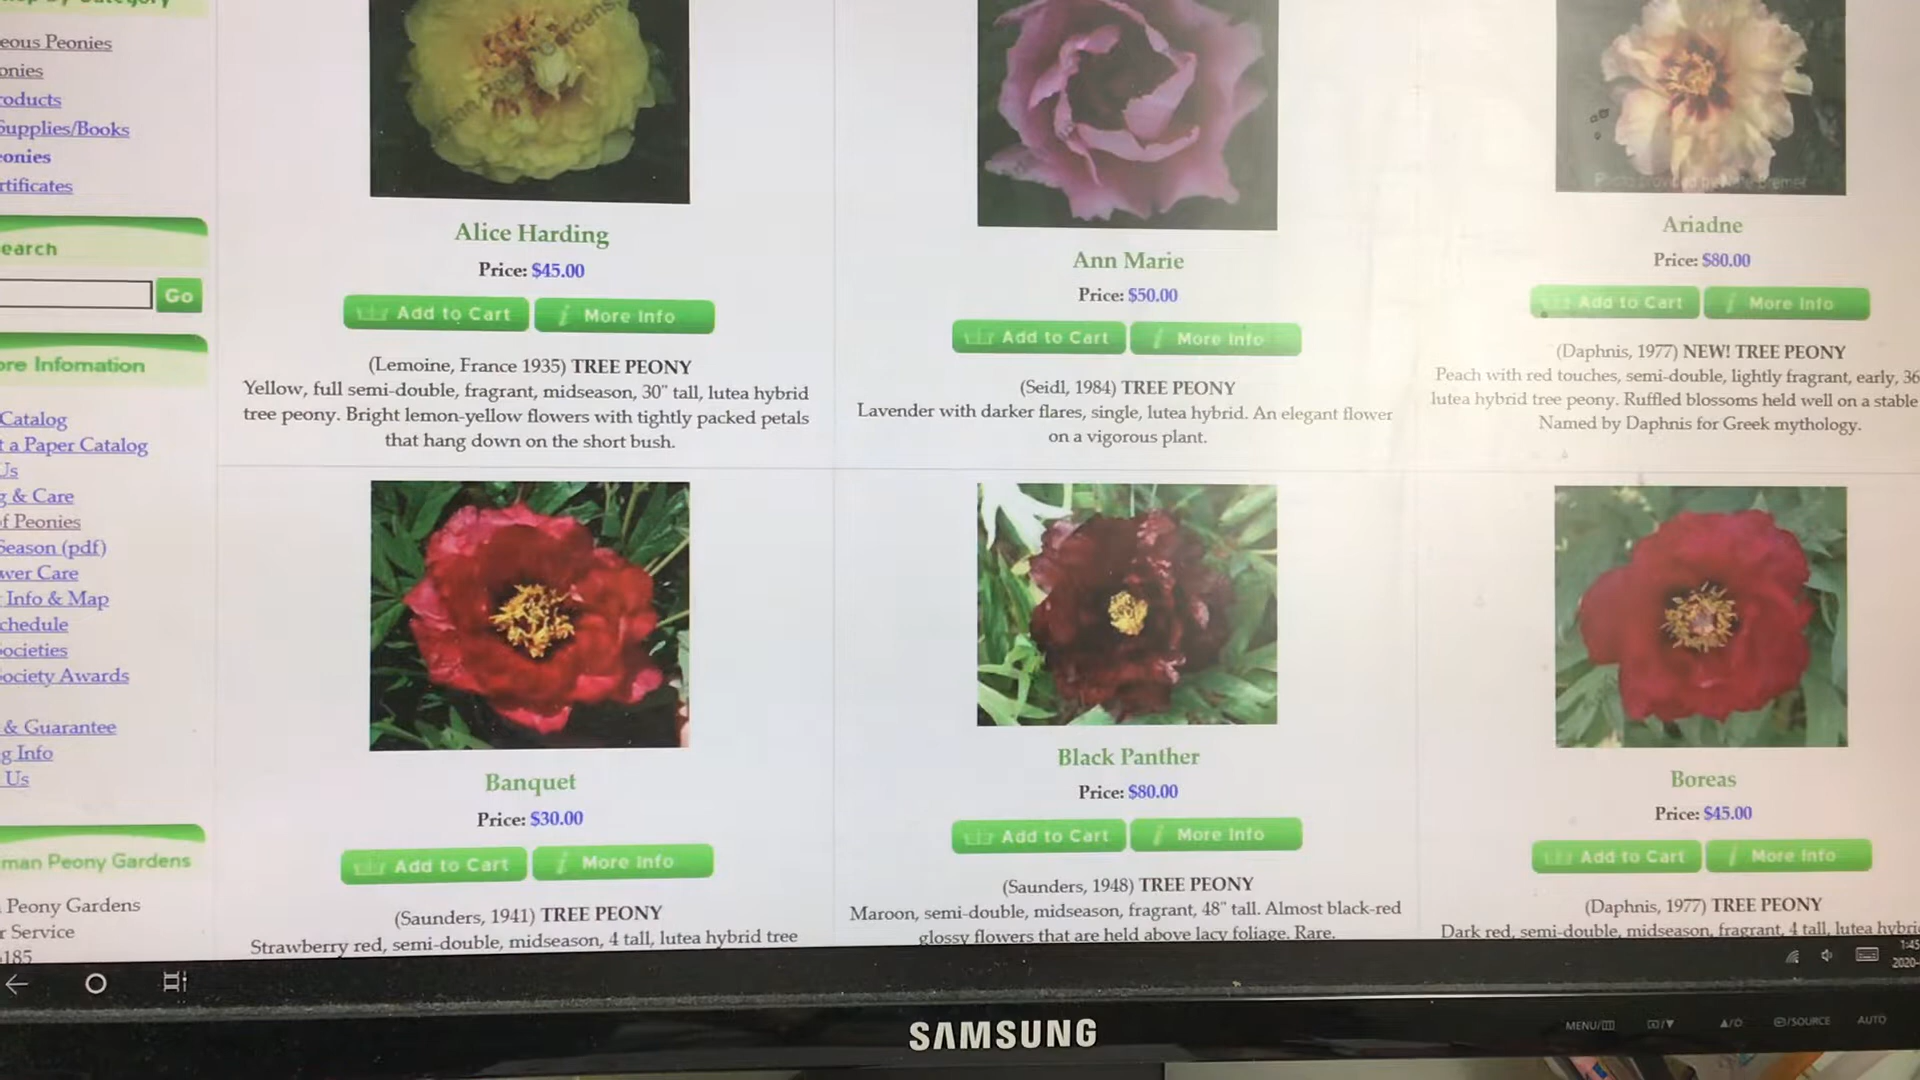 eous Peonies
onies
roducts
Supplies/Books
eonies
rtificates
earch
Go
ore Infomation
Catalog
t a Paper Catalog
Us
g & Care
of Peonies
Season (pdf)
wer Care
Info & Map
chedule
ocieties
ociety Awards
& Guarantee
g Info
Us
man Peony Gardens
Peony Gardens
r Service
185
Alice Harding
Price: $45.00
Add to Cart
More Info
(Lemoine, France 1935) TREE PEONY
Yellow, full semi-double, fragrant, midseason, 30" tall, lutea hybrid
tree peony. Bright lemon-yellow flowers with tightly packed petals
that hang down on the short bush.
Ann Marie
Price: $50.00
Add to Cart
More Info
(Seidl, 1984) TREE PEONY
Lavender with darker flares, single, lutea hybrid. An elegant flower
on a vigorous plant.
Ariadne
Price: $80.00
Add to Cart
More Info
(Daphnis, 1977) NEW! TREE PEONY
Peach with red touches, semi-double, lightly fragrant, early, 36
lutea hybrid tree peony. Ruffled blossoms held well on a stable
Named by Daphnis for Greek mythology.
Banquet
Price: $30.00
Add to Cart
More Info
(Saunders, 1941) TREE PEONY
Strawberry red, semi-double, midseason, 4 tall, lutea hybrid tree
Black Panther
Price: $80.00
Add to Cart
More Info
(Saunders, 1948) TREE PEONY
Maroon, semi-double, midseason, fragrant, 48" tall. Almost black-red
glossy flowers that are held above lacy foliage. Rare.
Boreas
Price: $45.00
Add to Cart
More Info
(Daphnis, 1977) TREE PEONY
Dark red, semi-double, midseason, fragrant, 4 tall, lutea hybri
1:45
2020-
SAMSUNG
MENU/
/SOURCE
AUTO